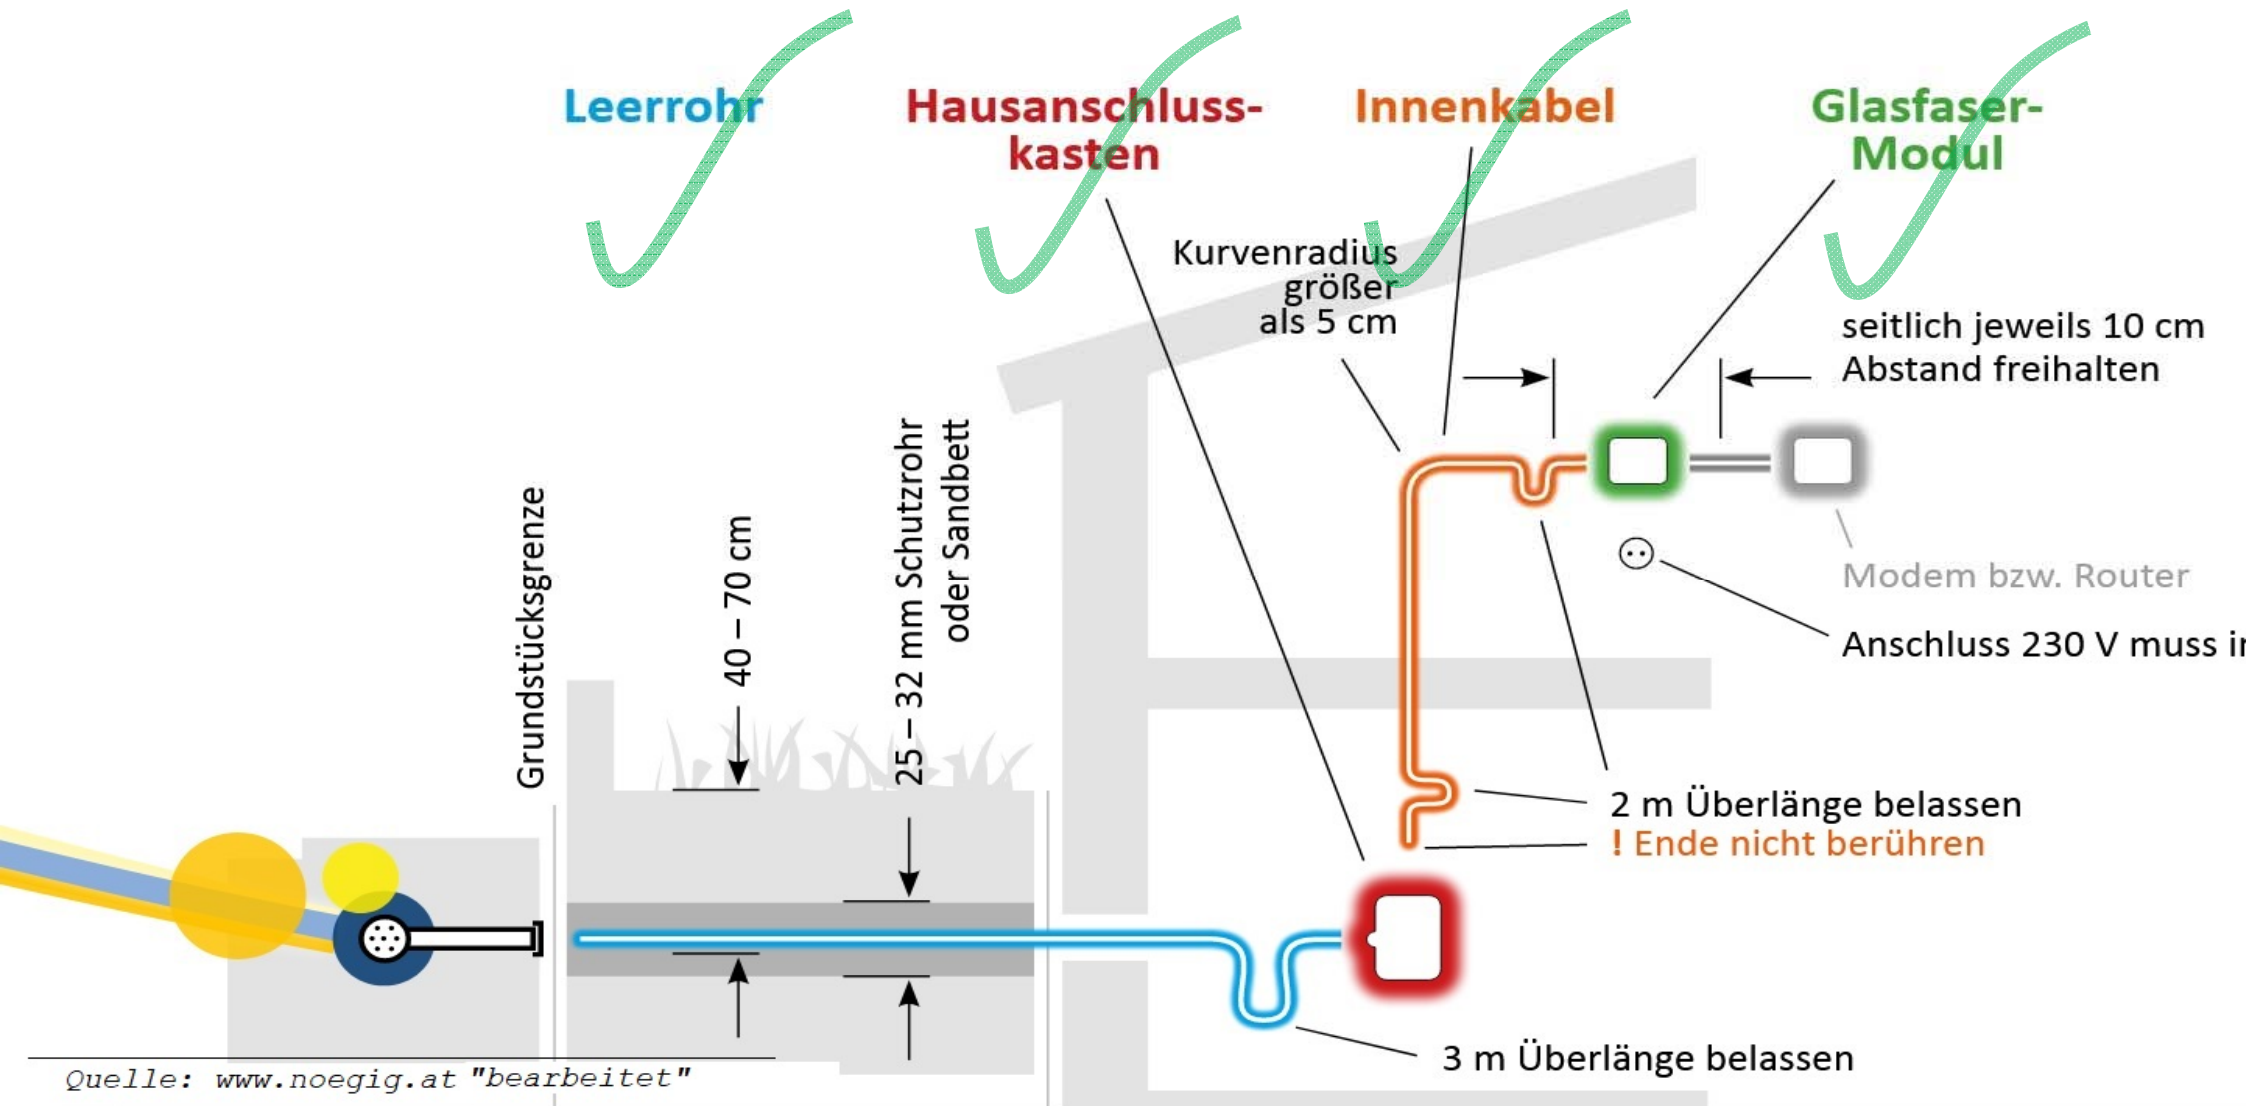 Leerrohr
Hausanschluss-
kasten
Innenkabel
Glasfaser-
Modul
Kurvenradius
größer
als 5 cm
seitlich jeweils 10 cm
Abstand freihalten
Grundstücksgrenze
40 – 70 cm
25 – 32 mm Schutzrohr
oder Sandbett
Modem bzw. Router
Anschluss 230 V muss
2 m Überlänge belassen
! Ende nicht berühren
3 m Überlänge belassen
Quelle: www.noegig.at "bearbeitet"